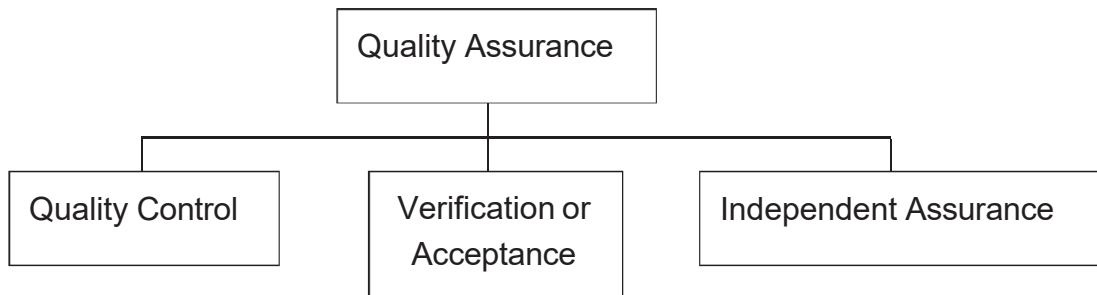 Quality Assurance
Quality Control
Verification or
Acceptance
Independent Assurance